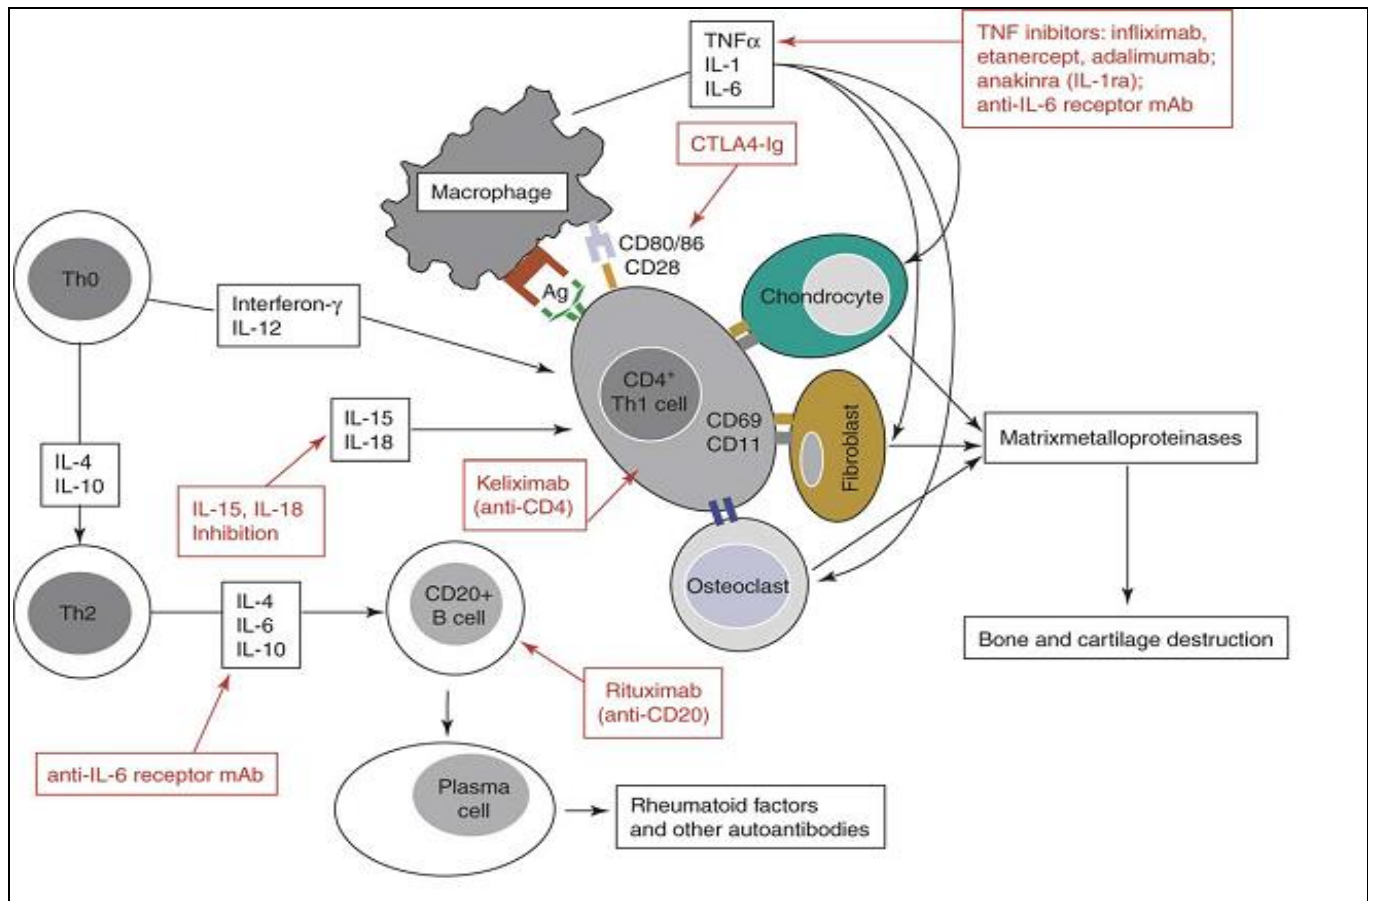 TNFα
IL-1
IL-6
TNF inibitors: infliximab,
etanercept, adalimumab;
anakinra (IL-1ra);
anti-IL-6 receptor mAb
CTLA4-Ig
Macrophage
CD80/86
CD28
Ag
Th0
Interferon-γ
IL-12
Chondrocyte
CD4⁺
Th1 cell
CD69
CD11
Fibroblast
IL-15
IL-18
Matrixmetalloproteinases
IL-4
IL-10
IL-15, IL-18
Inhibition
Keliximab
(anti-CD4)
Osteoclast
Th2
IL-4
IL-6
IL-10
CD20+
B cell
Bone and cartilage destruction
Rituximab
(anti-CD20)
anti-IL-6 receptor mAb
Plasma
cell
Rheumatoid factors
and other autoantibodies